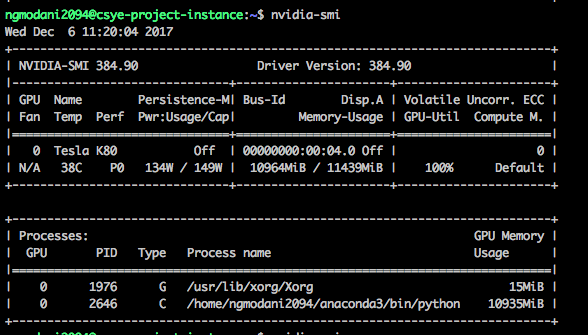 ngmodani2094@csye-project-instance:~$ nvidia-smi
Wed Dec  6 11:20:04 2017
+-----------------------------------------------------------------------------+
| NVIDIA-SMI 384.90                 Driver Version: 384.90                    |
|-------------------------------+----------------------+----------------------+
| GPU  Name        Persistence-M| Bus-Id        Disp.A | Volatile Uncorr. ECC |
| Fan  Temp  Perf  Pwr:Usage/Cap|         Memory-Usage | GPU-Util  Compute M. |
|===============================+======================+======================|
|   0  Tesla K80           Off  | 00000000:00:04.0 Off |                    0 |
| N/A   38C    P0   134W / 149W |  10964MiB / 11439MiB |    100%      Default |
+-------------------------------+----------------------+----------------------+

+-----------------------------------------------------------------------------+
| Processes:                                                       GPU Memory |
|  GPU       PID   Type   Process name                             Usage      |
|=============================================================================|
|    0      1976      G   /usr/lib/xorg/Xorg                            15MiB |
|    0      2646      C   /home/ngmodani2094/anaconda3/bin/python    10935MiB |
+-----------------------------------------------------------------------------+